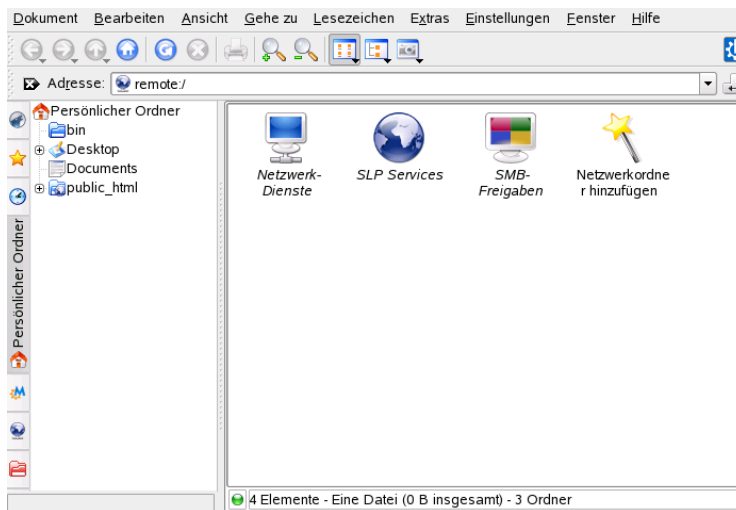 Dokument Bearbeiten Ansicht Gehe zu Lesezeichen Extras Einstellungen Fenster Hilfe
Adresse: remote:/
Persönlicher Ordner
bin
Desktop
Documents
public_html
Persönlicher Ordner
Netzwerk-
Dienste
SLP Services
SMB-
Freigaben
Netzwerkordne
r hinzufügen
4 Elemente - Eine Datei (0 B insgesamt) - 3 Ordner